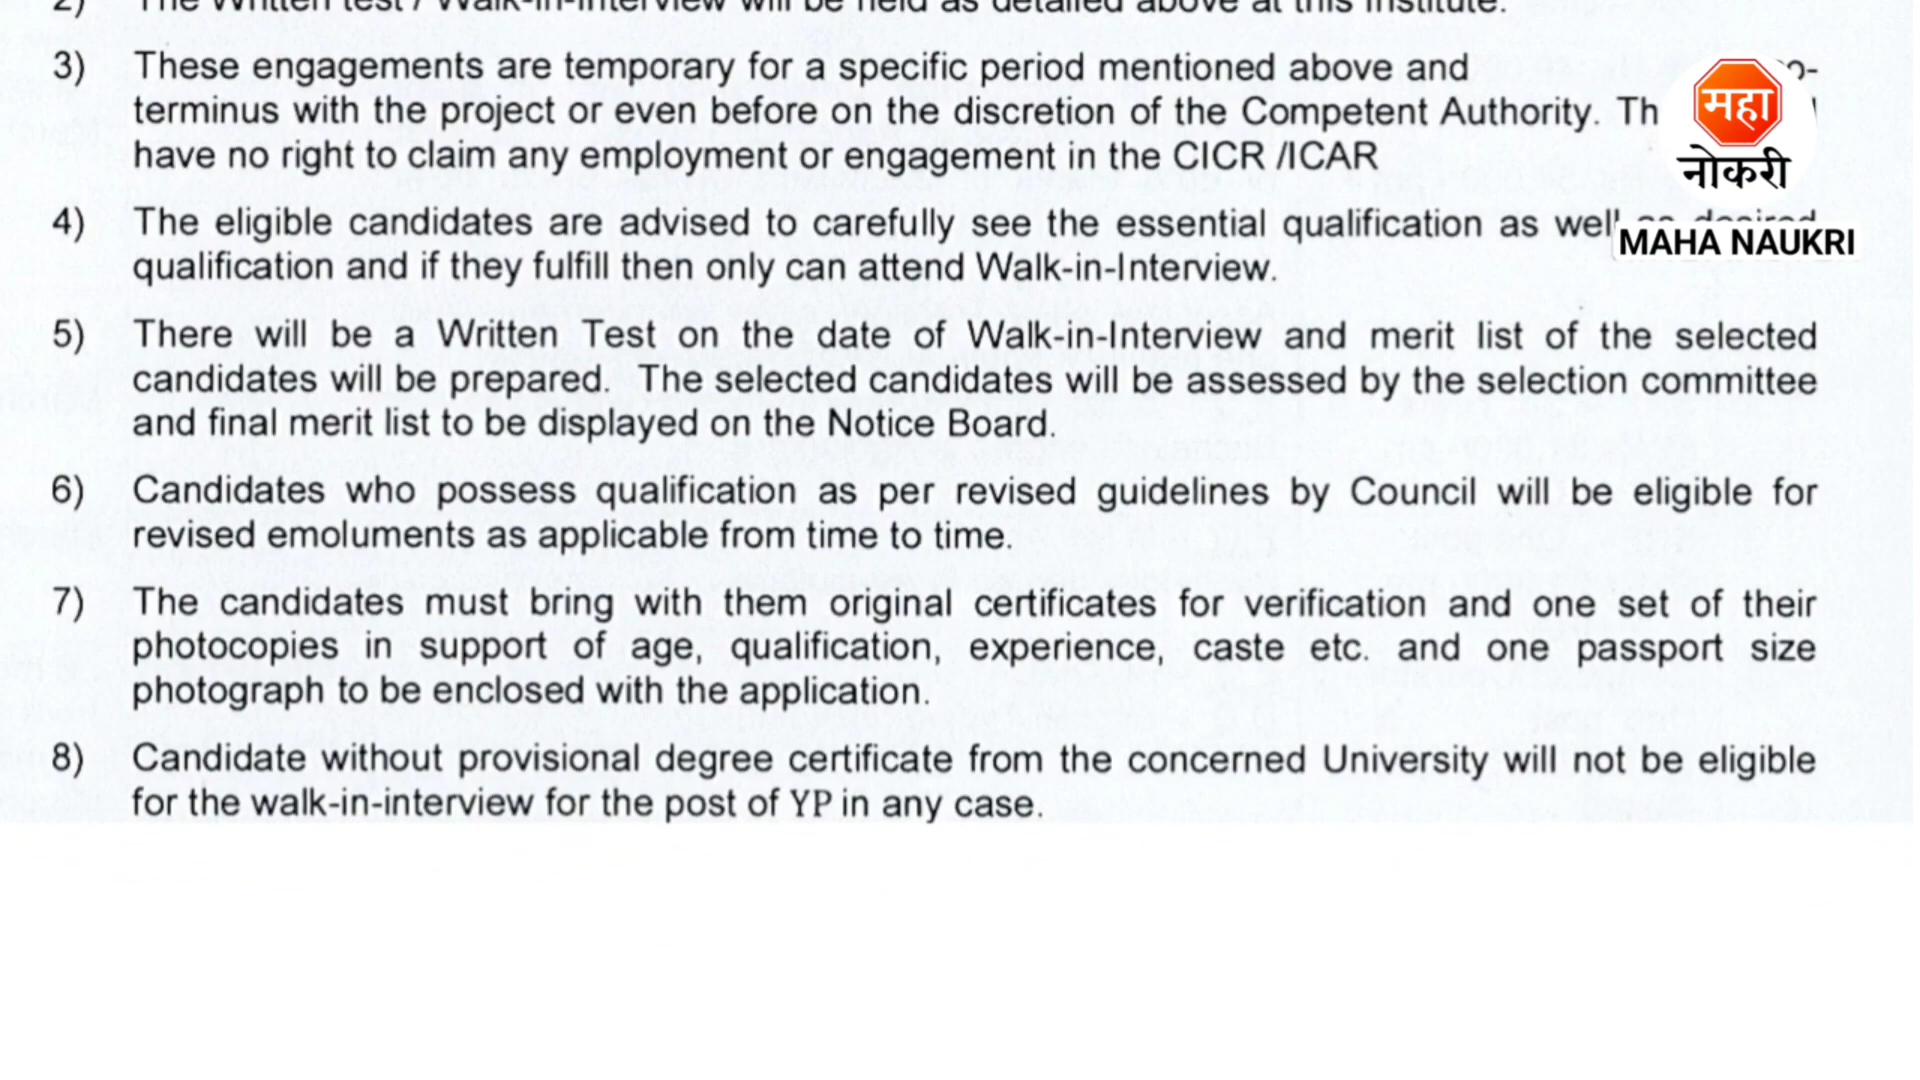 2) The Written test / Walk-in-Interview will be held as detailed above at this Institute.
3) These engagements are temporary for a specific period mentioned above and o-
terminus with the project or even before on the discretion of the Competent Authority. Th
have no right to claim any employment or engagement in the CICR /ICAR
4) The eligible candidates are advised to carefully see the essential qualification as well as desired
qualification and if they fulfill then only can attend Walk-in-Interview.
5) There will be a Written Test on the date of Walk-in-Interview and merit list of the selected
candidates will be prepared. The selected candidates will be assessed by the selection committee
and final merit list to be displayed on the Notice Board.
6) Candidates who possess qualification as per revised guidelines by Council will be eligible for
revised emoluments as applicable from time to time.
7) The candidates must bring with them original certificates for verification and one set of their
photocopies in support of age, qualification, experience, caste etc. and one passport size
photograph to be enclosed with the application.
8) Candidate without provisional degree certificate from the concerned University will not be eligible
for the walk-in-interview for the post of YP in any case.
महा
नोकरी
MAHA NAUKRI